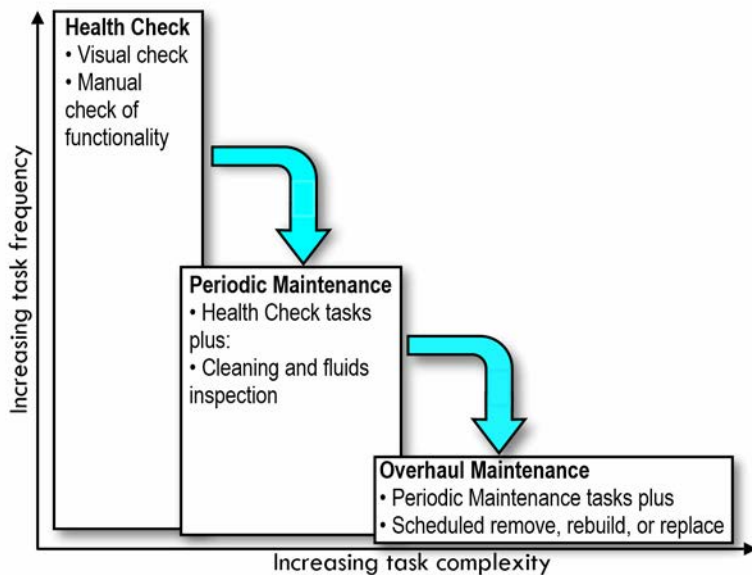 Health Check
• Visual check
• Manual
check of
functionality
Increasing task frequency
Periodic Maintenance
• Health Check tasks
plus:
• Cleaning and fluids
inspection
Overhaul Maintenance
• Periodic Maintenance tasks plus
• Scheduled remove, rebuild, or replace
Increasing task complexity